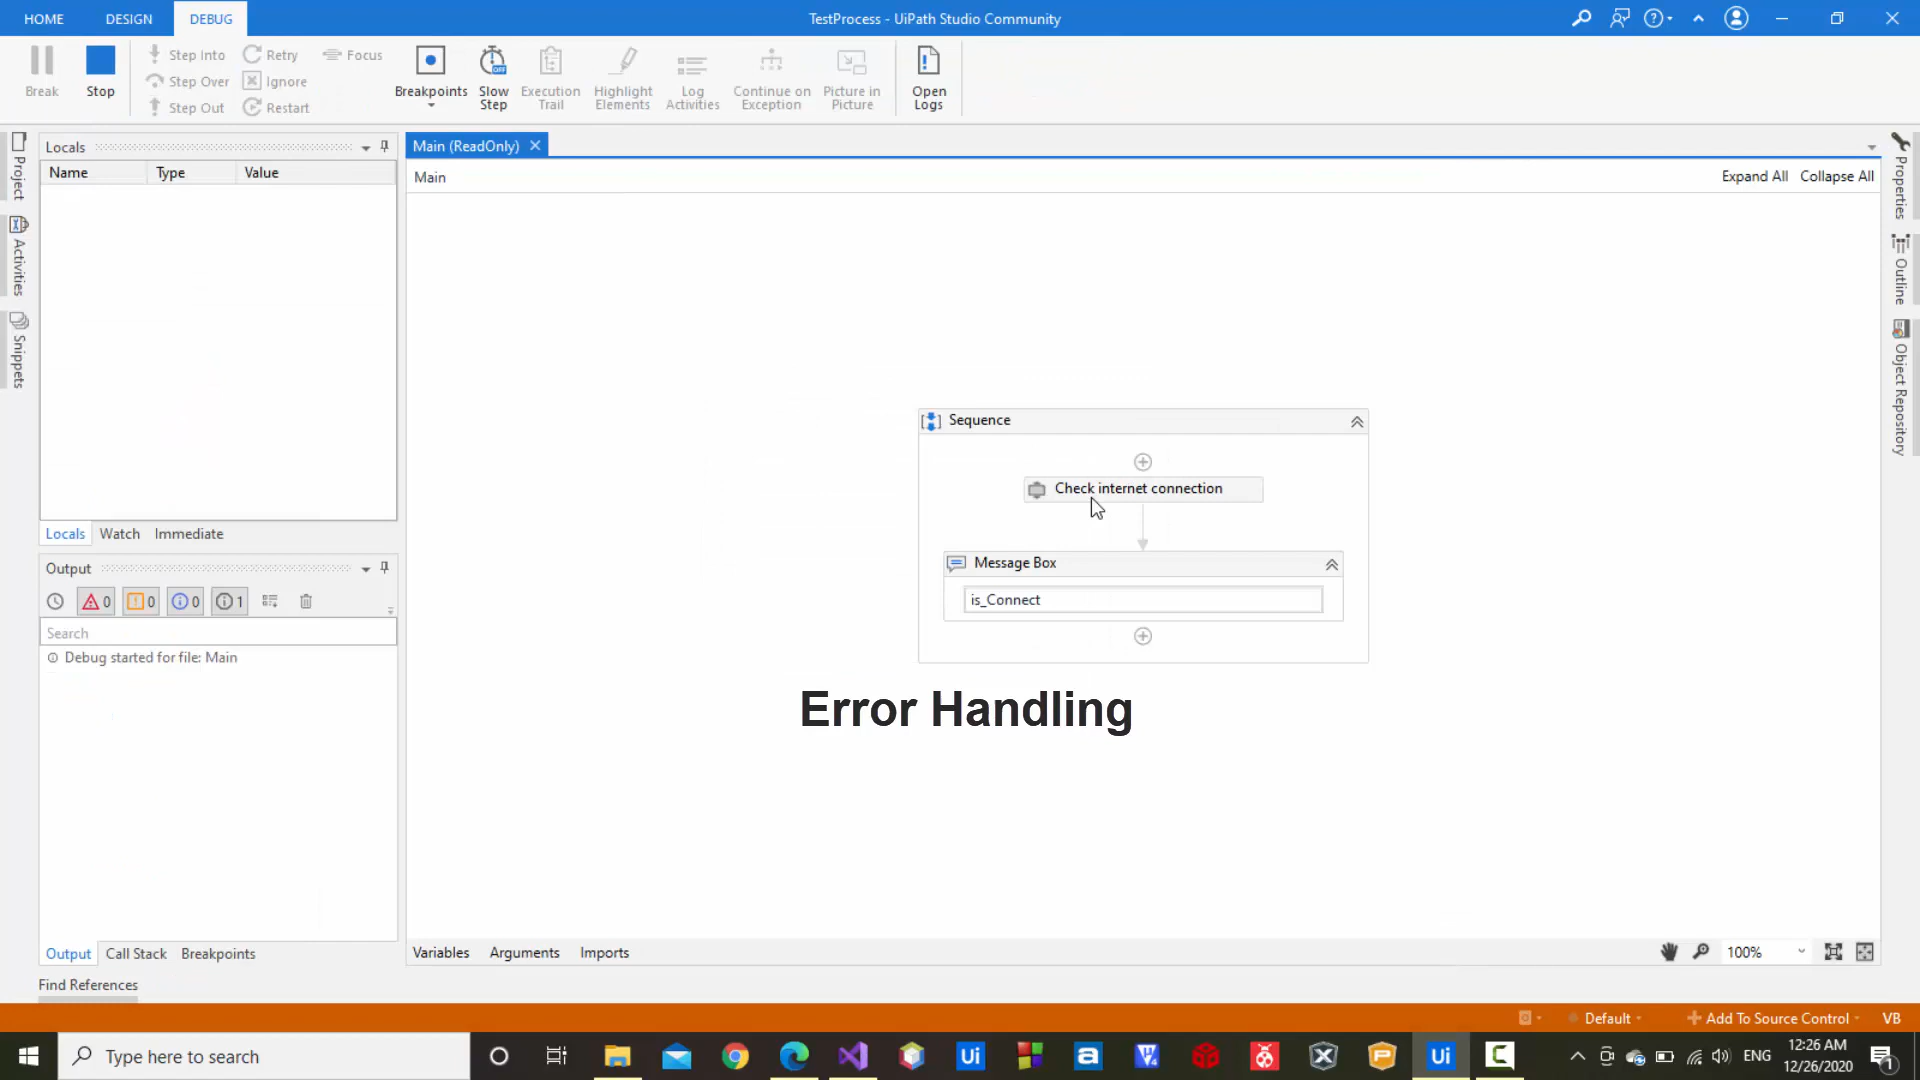 HOME DESIGN DEBUG TestProcess - UiPath Studio Community
Break Stop Step Into Step Over Step Out Retry Ignore Restart Focus Breakpoints Slow Step Execution Trail Highlight Elements Log Activities Continue on Exception Picture in Picture Open Logs
Project
Activities
Snippets
Locals
Name Type Value
Locals Watch Immediate
Output
0 0 0 1
Search
Debug started for file: Main
Output Call Stack Breakpoints
Find References
Main (ReadOnly)
Main Expand All Collapse All
Sequence
Check internet connection
Message Box
is_Connect
Error Handling
Variables Arguments Imports 100%
Properties
Outline
Object Repository
Default Add To Source Control VB
Type here to search
ENG 12:26 AM
12/26/2020
1